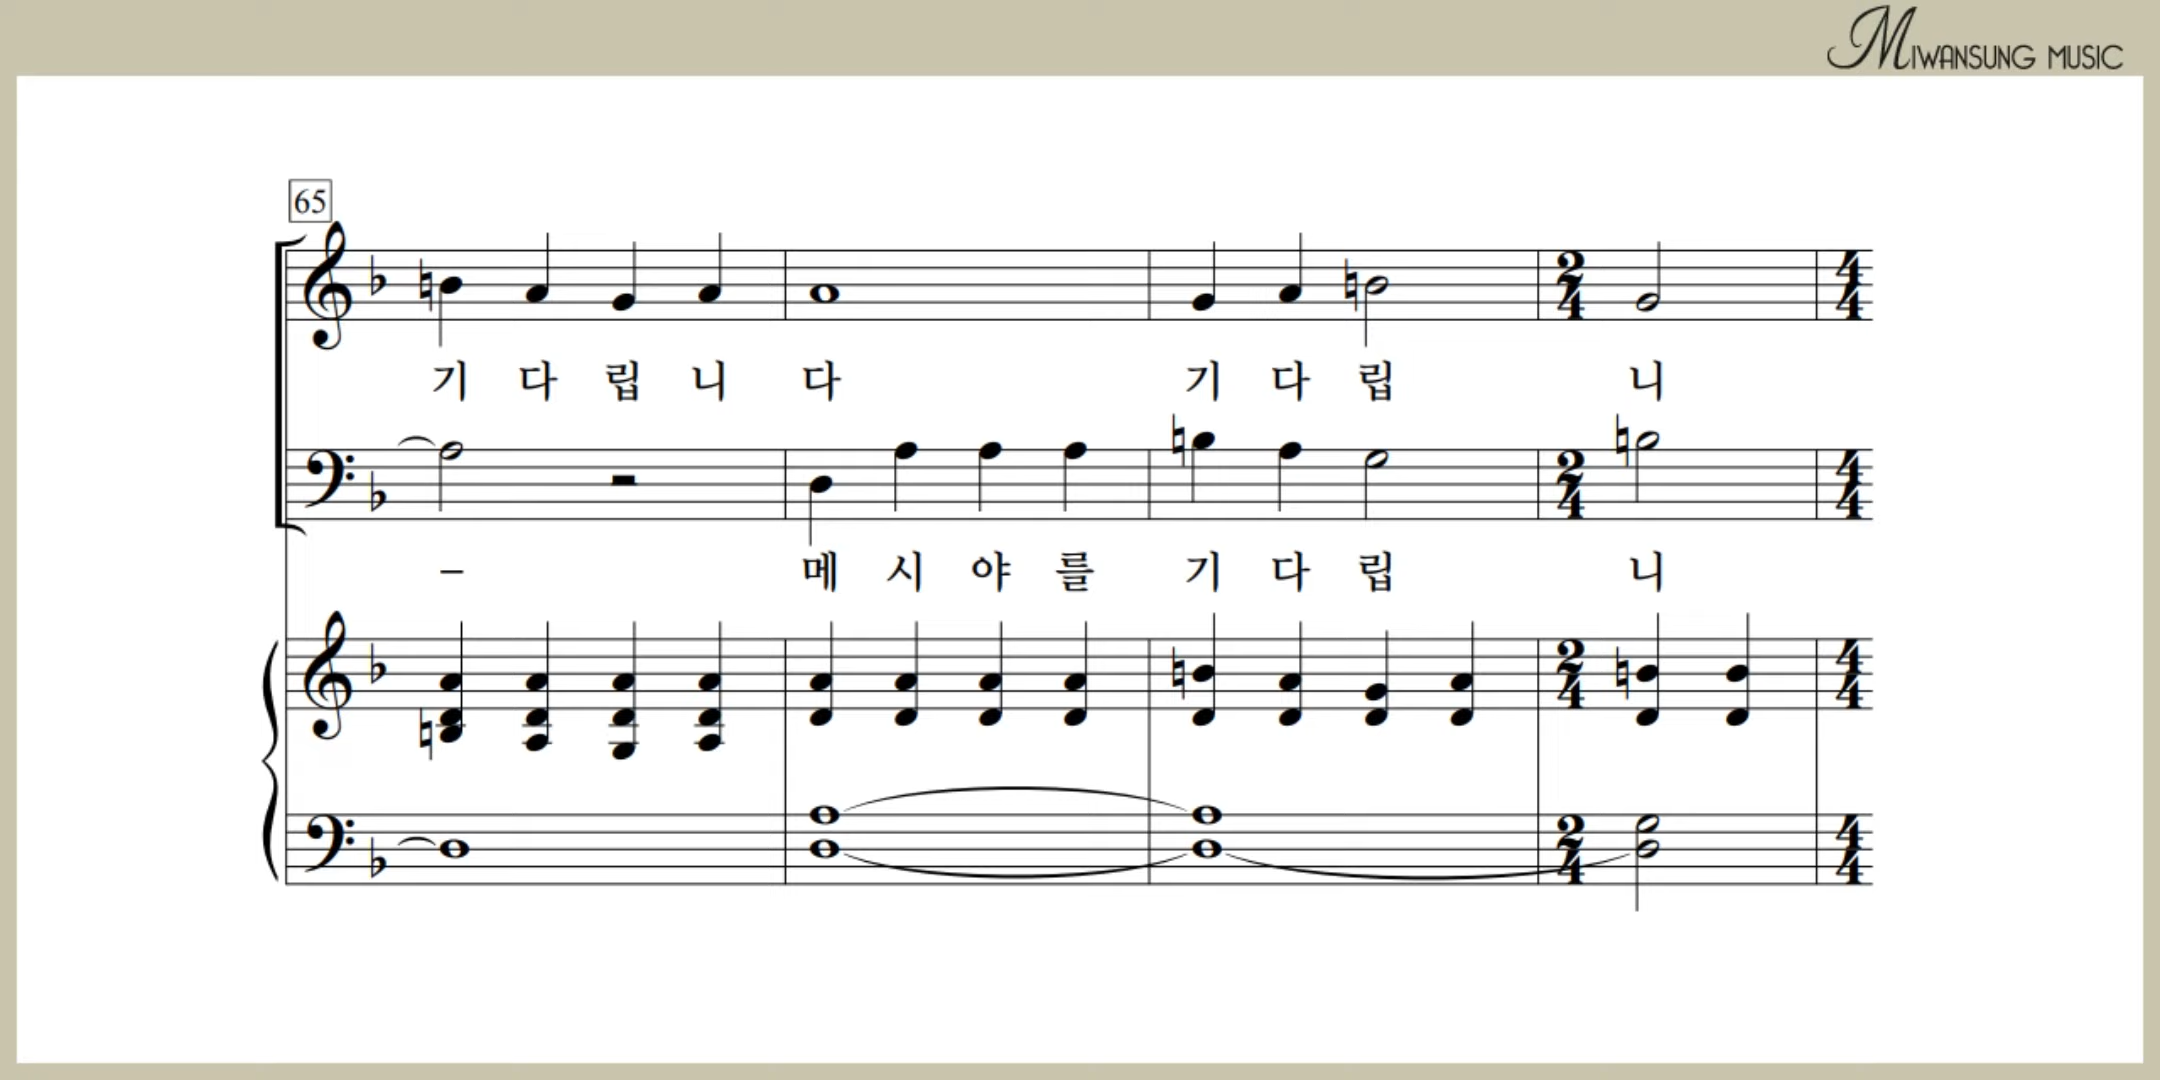 MIWANSUNG MUSIC
65
기 다 립 니 다 기 다 립 니
– 메 시 야 를 기 다 립 니